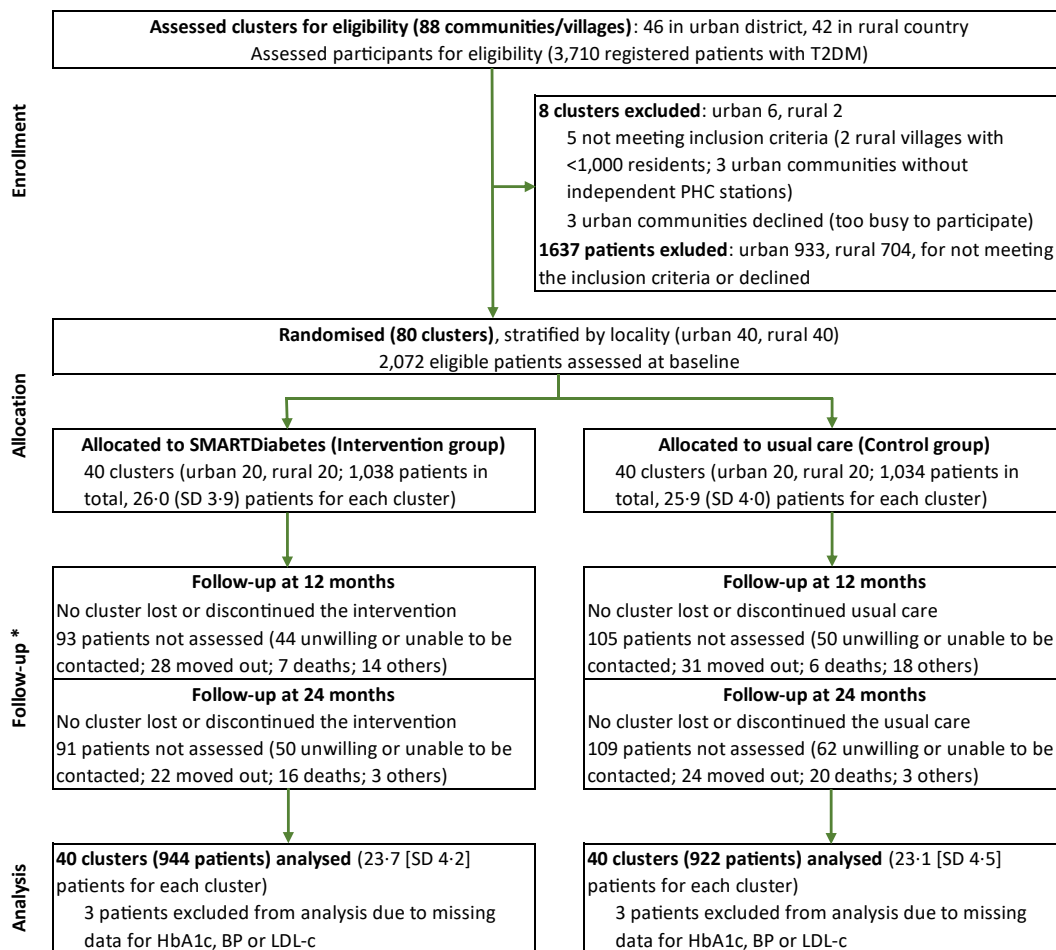 Assessed clusters for eligibility (88 communities/villages): 46 in urban district, 42 in rural country
Assessed participants for eligibility (3,710 registered patients with T2DM)
Enrollment
8 clusters excluded: urban 6, rural 2
5 not meeting inclusion criteria (2 rural villages with
<1,000 residents; 3 urban communities without
independent PHC stations)
3 urban communities declined (too busy to participate)
1637 patients exluded: urban 933, rural 704, for not meeting
the inclusion criteria or declined
Randomised (80 clusters), stratified by locality (urban 40, rural 40)
2,072 eligible patients assessed at baseline
Allocation
Allocated to SMARTDiabetes (Intervention group)
40 clusters (urban 20, rural 20; 1,038 patients in
total, 26·0 (SD 3·9) patients for each cluster)
Allocated to usual care (Control group)
40 clusters (urban 20, rural 20; 1,034 patients in
total, 25·9 (SD 4·0) patients for each cluster)
Follow-up *
Follow-up at 12 months
No cluster lost or discontinued the intervention
93 patients not assessed (44 unwilling or unable to be
contacted; 28 moved out; 7 deaths; 14 others)
Follow-up at 24 months
No cluster lost or discontinued the intervention
91 patients not assessed (50 unwilling or unable to be
contacted; 22 moved out; 16 deaths; 3 others)
Follow-up at 12 months
No cluster lost or discontinued usual care
105 patients not assessed (50 unwilling or unable to be
contacted; 31 moved out; 6 deaths; 18 others)
Follow-up at 24 months
No cluster lost or discontinued the usual care
109 patients not assessed (62 unwilling or unable to be
contacted; 24 moved out; 20 deaths; 3 others)
Analysis
40 clusters (944 patients) analysed (23·7 [SD 4·2]
patients for each cluster)
3 patients excluded from analysis due to missing
data for HbA1c, BP or LDL-c
40 clusters (922 patients) analysed (23·1 [SD 4·5]
patients for each cluster)
3 patients excluded from analysis due to missing
data for HbA1c, BP or LDL-c